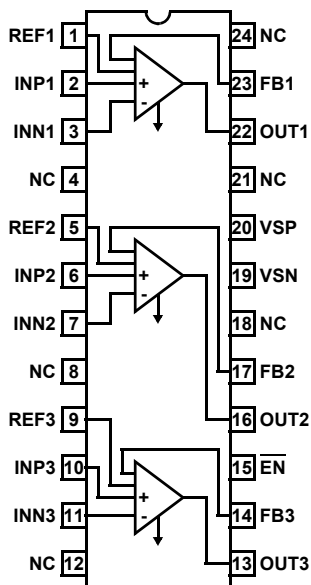 REF1 1 24 NC
INP1 2 + 23 FB1
INN1 3 - 22 OUT1
NC 4 21 NC
REF2 5 20 VSP
INP2 6 + 19 VSN
INN2 7 - 18 NC
NC 8 17 FB2
REF3 9 16 OUT2
INP3 10 15 E̅N̅
INN3 11 + - 14 FB3
NC 12 13 OUT3